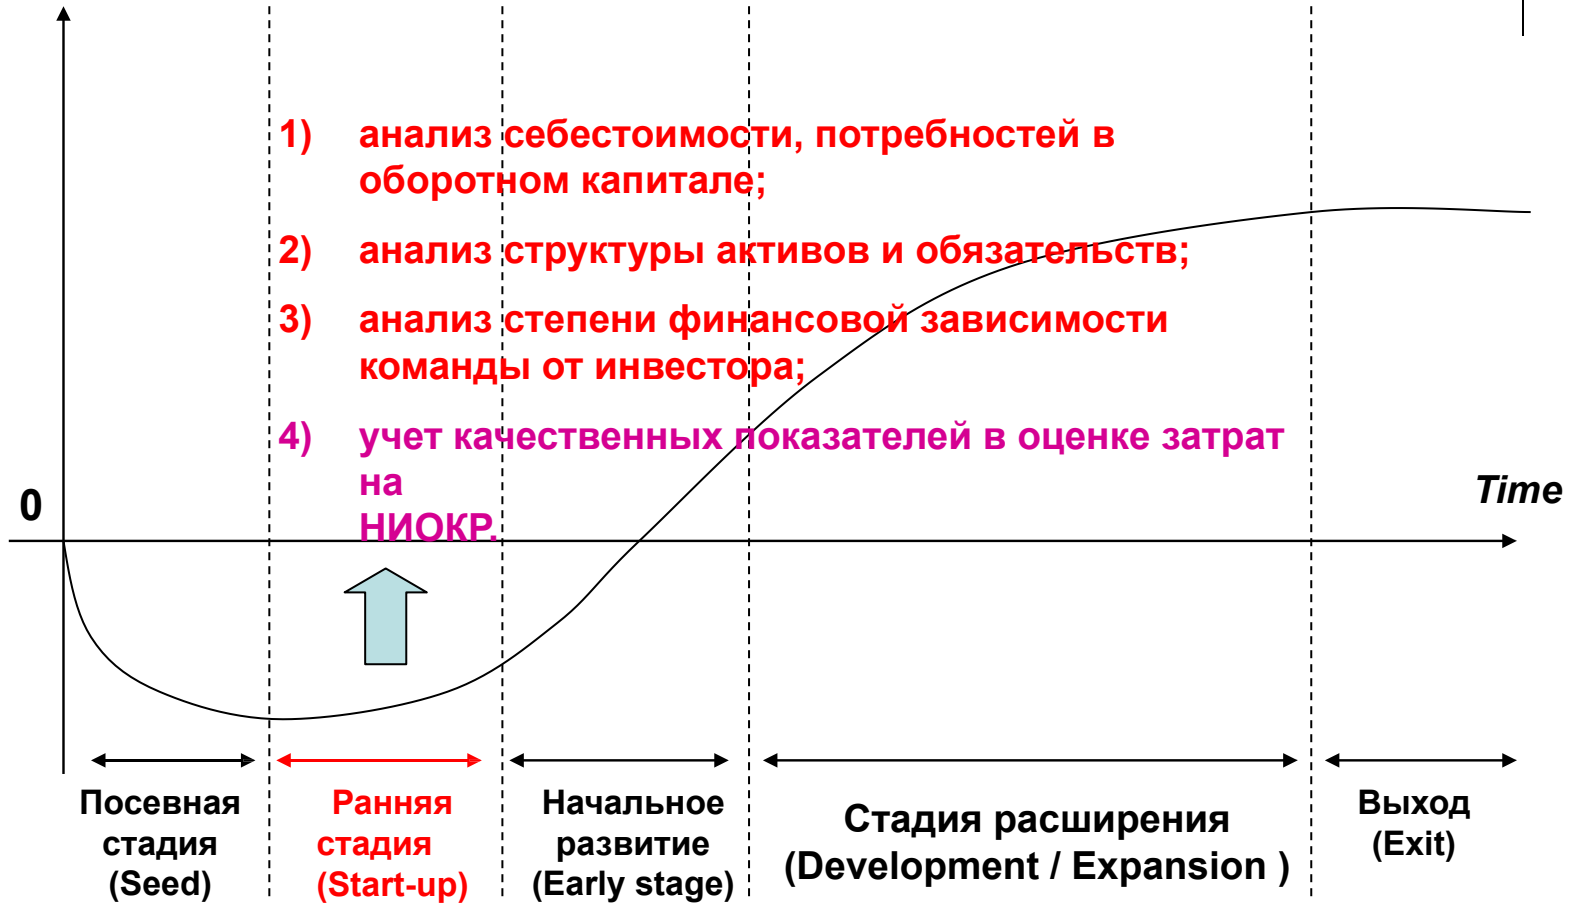 1) анализ себестоимости, потребностей в
оборотном капитале;
2) анализ структуры активов и обязательств;
3) анализ степени финансовой зависимости
команды от инвестора;
4) учет качественных показателей в оценке затрат
на
НИОКР.
0
Time
Посевная
стадия
(Seed)
Ранняя
стадия
(Start-up)
Начальное
развитие
(Early stage)
Стадия расширения
(Development / Expansion )
Выход
(Exit)